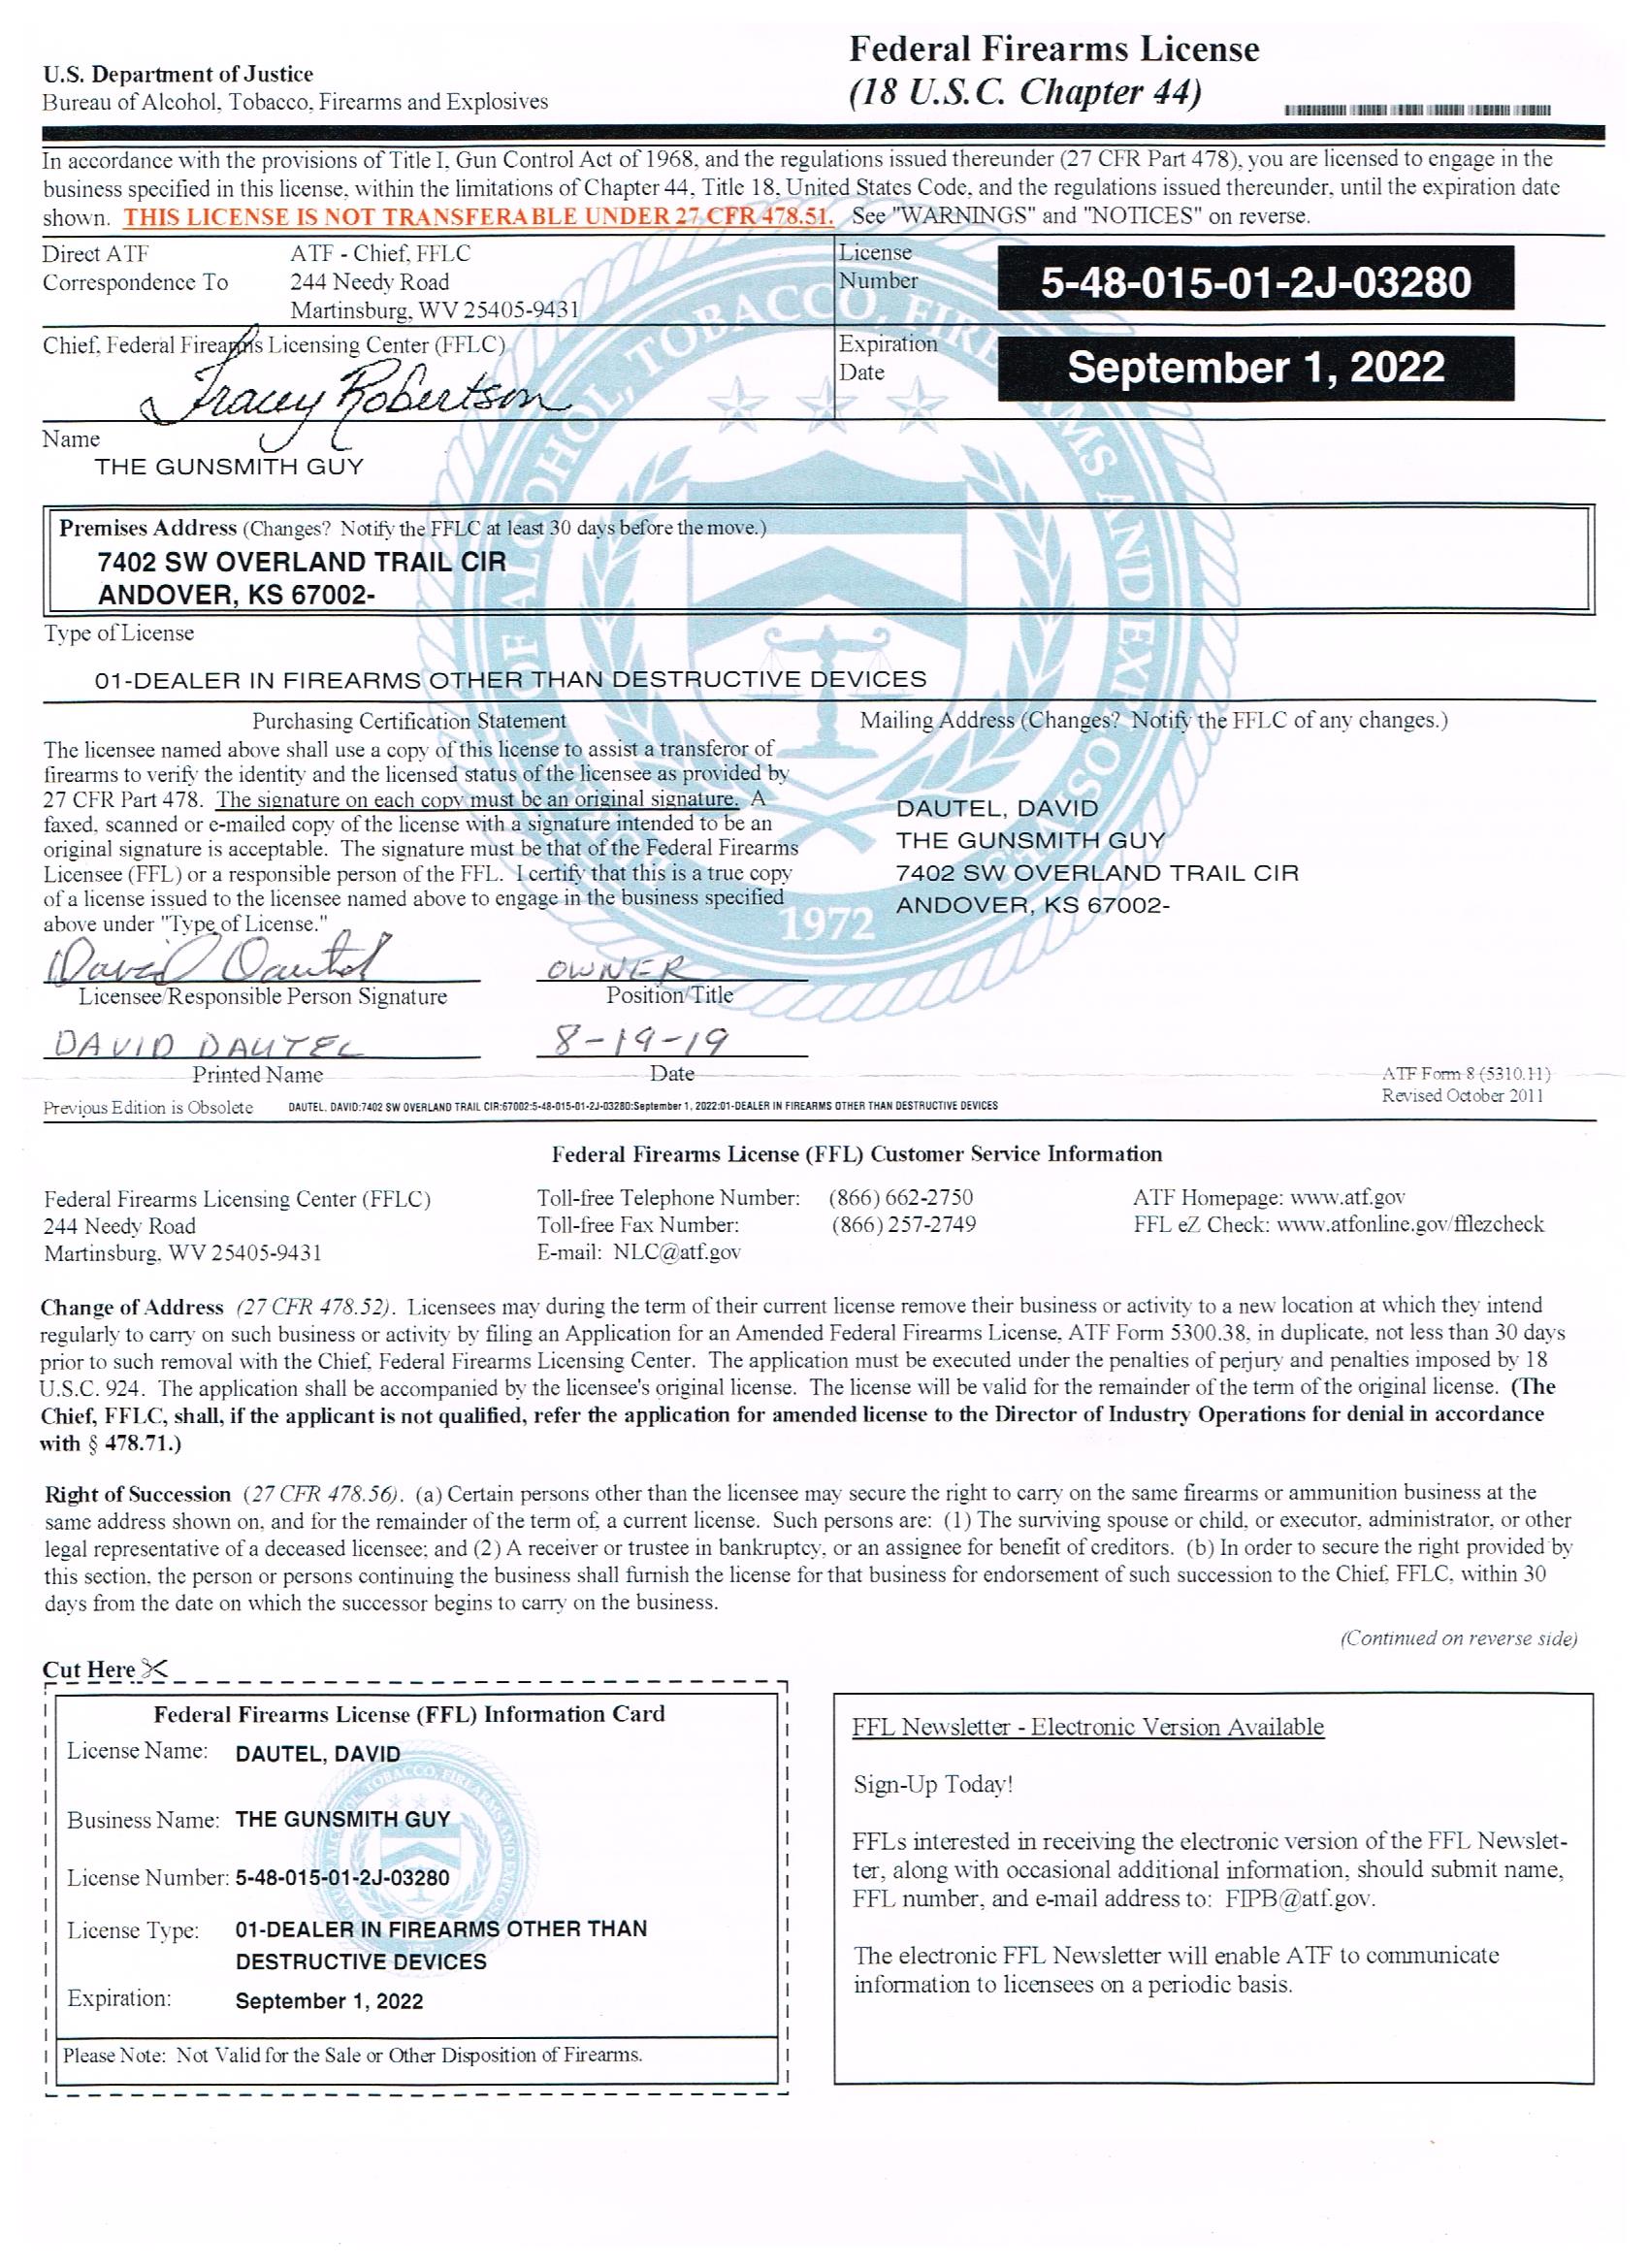 U.S. Department of Justice
Bureau of Alcohol, Tobacco, Firearms and Explosives
Federal Firearms License
(18 U.S.C. Chapter 44)
In accordance with the provisions of Title I, Gun Control Act of 1968, and the regulations issued thereunder (27 CFR Part 478), you are licensed to engage in the
business specified in this license, within the limitations of Chapter 44, Title 18, United States Code, and the regulations issued thereunder, until the expiration date
shown. THIS LICENSE IS NOT TRANSFERABLE UNDER 27 CFR 478.51. See "WARNINGS" and "NOTICES" on reverse.
Direct ATF
Correspondence To
ATF - Chief, FFLC
244 Needy Road
Martinsburg, WV 25405-9431
License
Number
5-48-015-01-2J-03280
Chief, Federal Firearms Licensing Center (FFLC)
Tracey Robertson
Expiration
Date
September 1, 2022
Name
THE GUNSMITH GUY
Premises Address (Changes? Notify the FFLC at least 30 days before the move.)
7402 SW OVERLAND TRAIL CIR
ANDOVER, KS 67002-
Type of License
01-DEALER IN FIREARMS OTHER THAN DESTRUCTIVE DEVICES
Purchasing Certification Statement
The licensee named above shall use a copy of this license to assist a transferor of
firearms to verify the identity and the licensed status of the licensee as provided by
27 CFR Part 478. The signature on each copy must be an original signature. A
faxed, scanned or e-mailed copy of the license with a signature intended to be an
original signature is acceptable. The signature must be that of the Federal Firearms
Licensee (FFL) or a responsible person of the FFL. I certify that this is a true copy
of a license issued to the licensee named above to engage in the business specified
above under "Type of License."
Mailing Address (Changes? Notify the FFLC of any changes.)
DAUTEL, DAVID
THE GUNSMITH GUY
7402 SW OVERLAND TRAIL CIR
ANDOVER, KS 67002-
1972
David Dautel
Licensee/Responsible Person Signature
OWNER
Position/Title
DAVID DAUTEL
Printed Name
8-19-19
Date
ATF Form 8 (5310.11)
Revised October 2011
Previous Edition is Obsolete
DAUTEL, DAVID:7402 SW OVERLAND TRAIL CIR:67002:5-48-015-01-2J-03280:September 1, 2022:01-DEALER IN FIREARMS OTHER THAN DESTRUCTIVE DEVICES
Federal Firearms License (FFL) Customer Service Information
Federal Firearms Licensing Center (FFLC)
244 Needy Road
Martinsburg, WV 25405-9431
Toll-free Telephone Number: (866) 662-2750
Toll-free Fax Number: (866) 257-2749
E-mail: NLC@atf.gov
ATF Homepage: www.atf.gov
FFL eZ Check: www.atfonline.gov/fflezcheck
Change of Address (27 CFR 478.52). Licensees may during the term of their current license remove their business or activity to a new location at which they intend
regularly to carry on such business or activity by filing an Application for an Amended Federal Firearms License, ATF Form 5300.38, in duplicate, not less than 30 days
prior to such removal with the Chief, Federal Firearms Licensing Center. The application must be executed under the penalties of perjury and penalties imposed by 18
U.S.C. 924. The application shall be accompanied by the licensee's original license. The license will be valid for the remainder of the term of the original license. (The
Chief, FFLC, shall, if the applicant is not qualified, refer the application for amended license to the Director of Industry Operations for denial in accordance
with § 478.71.)
Right of Succession (27 CFR 478.56). (a) Certain persons other than the licensee may secure the right to carry on the same firearms or ammunition business at the
same address shown on, and for the remainder of the term of, a current license. Such persons are: (1) The surviving spouse or child, or executor, administrator, or other
legal representative of a deceased licensee; and (2) A receiver or trustee in bankruptcy, or an assignee for benefit of creditors. (b) In order to secure the right provided by
this section, the person or persons continuing the business shall furnish the license for that business for endorsement of such succession to the Chief, FFLC, within 30
days from the date on which the successor begins to carry on the business.
(Continued on reverse side)
Cut Here
Federal Firearms License (FFL) Information Card
License Name: DAUTEL, DAVID
Business Name: THE GUNSMITH GUY
License Number: 5-48-015-01-2J-03280
License Type: 01-DEALER IN FIREARMS OTHER THAN
DESTRUCTIVE DEVICES
Expiration: September 1, 2022
Please Note: Not Valid for the Sale or Other Disposition of Firearms.
FFL Newsletter - Electronic Version Available
Sign-Up Today!
FFLs interested in receiving the electronic version of the FFL Newslet-
ter, along with occasional additional information, should submit name,
FFL number, and e-mail address to: FIPB@atf.gov.
The electronic FFL Newsletter will enable ATF to communicate
information to licensees on a periodic basis.